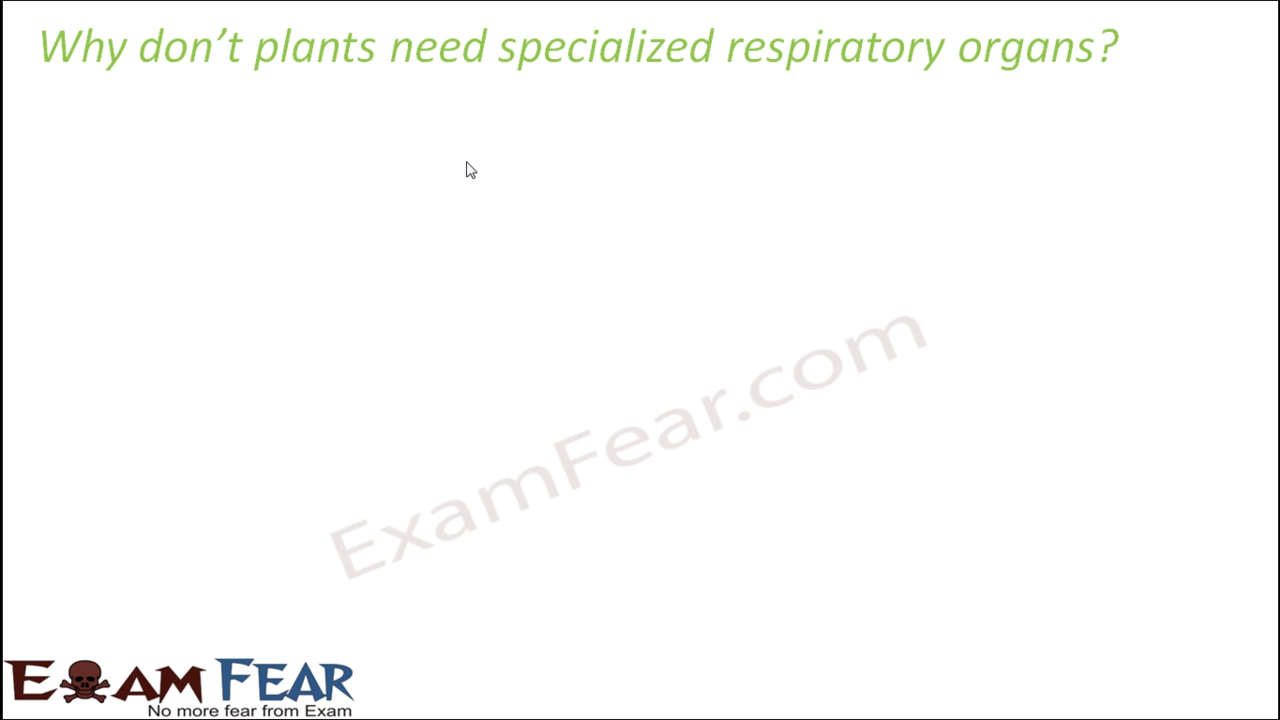 Why don’t plants need specialized respiratory organs?
ExamFear.com
EXAM FEAR
No more fear from Exam